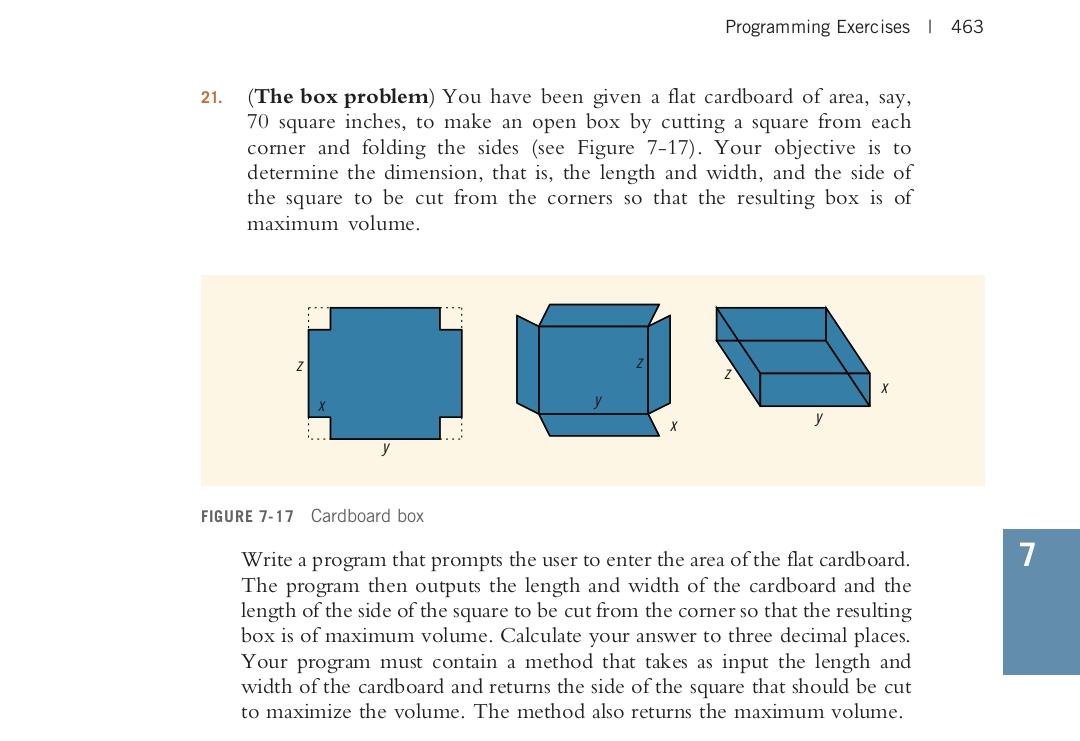 Programming Exercises | 463
21. (The box problem) You have been given a flat cardboard of area, say,
70 square inches, to make an open box by cutting a square from each
corner and folding the sides (see Figure 7-17). Your objective is to
determine the dimension, that is, the length and width, and the side of
the square to be cut from the corners so that the resulting box is of
maximum volume.
z
x
y
z
y
x
z
x
y
FIGURE 7-17 Cardboard box
7
Write a program that prompts the user to enter the area of the flat cardboard.
The program then outputs the length and width of the cardboard and the
length of the side of the square to be cut from the corner so that the resulting
box is of maximum volume. Calculate your answer to three decimal places.
Your program must contain a method that takes as input the length and
width of the cardboard and returns the side of the square that should be cut
to maximize the volume. The method also returns the maximum volume.